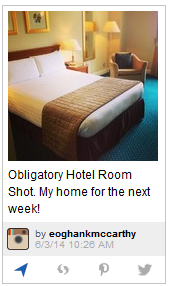 Obligatory Hotel Room
Shot. My home for the next
week!
by eoghankmccarthy
6/3/14 10:26 AM